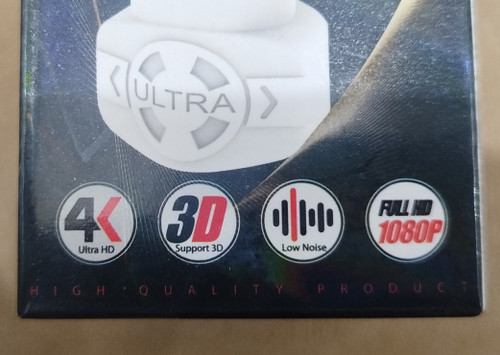 ULTRA
4K
Ultra HD
3D
Support 3D
Low Noise
FULL HD
1080P
HIGH QUALITY PRODUCT